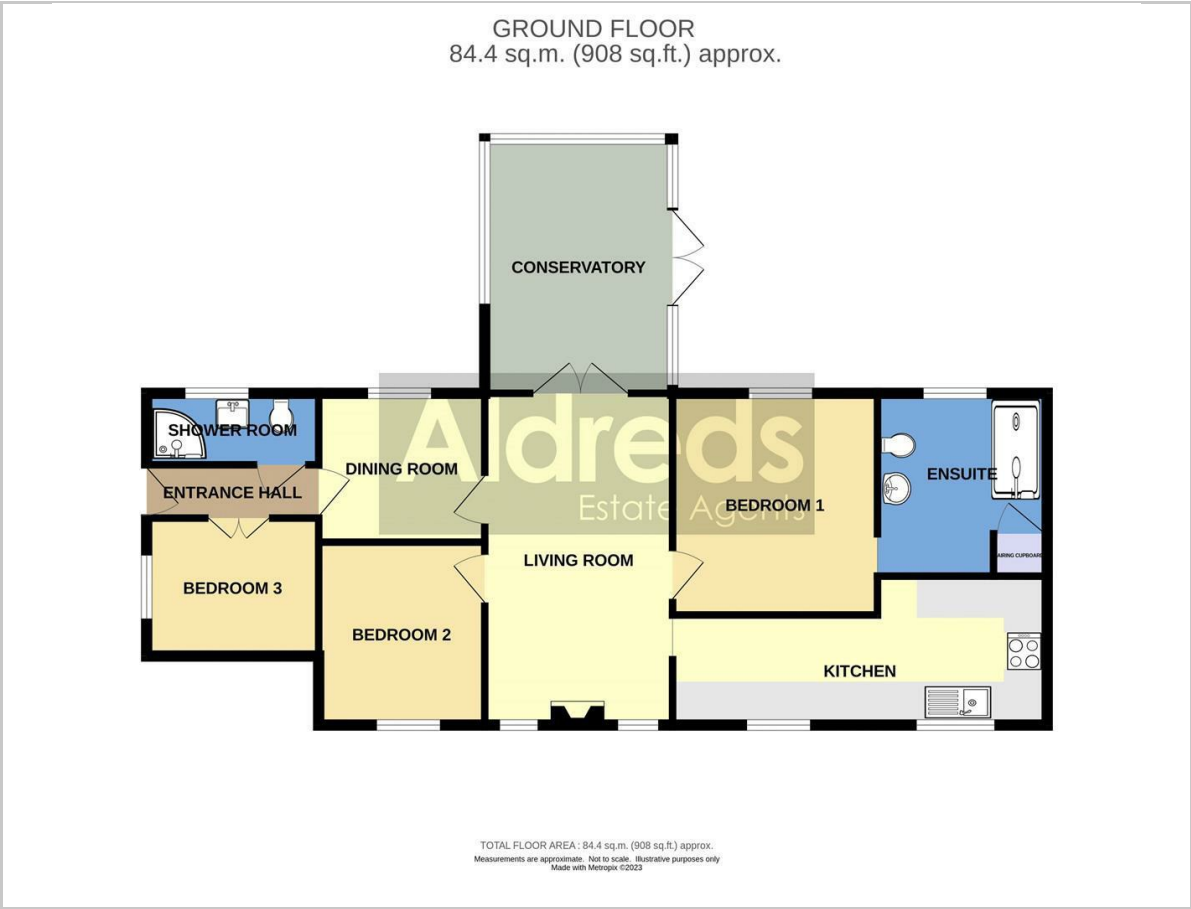 GROUND FLOOR
84.4 sq.m. (908 sq.ft.) approx.
CONSERVATORY
Aldreds
Estate Agents
SHOWER ROOM
DINING ROOM
ENSUITE
ENTRANCE HALL
BEDROOM 1
AIRING CUPBOARD
LIVING ROOM
BEDROOM 3
BEDROOM 2
KITCHEN
TOTAL FLOOR AREA : 84.4 sq.m. (908 sq.ft.) approx.
Measurements are approximate. Not to scale. Illustrative purposes only
Made with Metropix ©2023